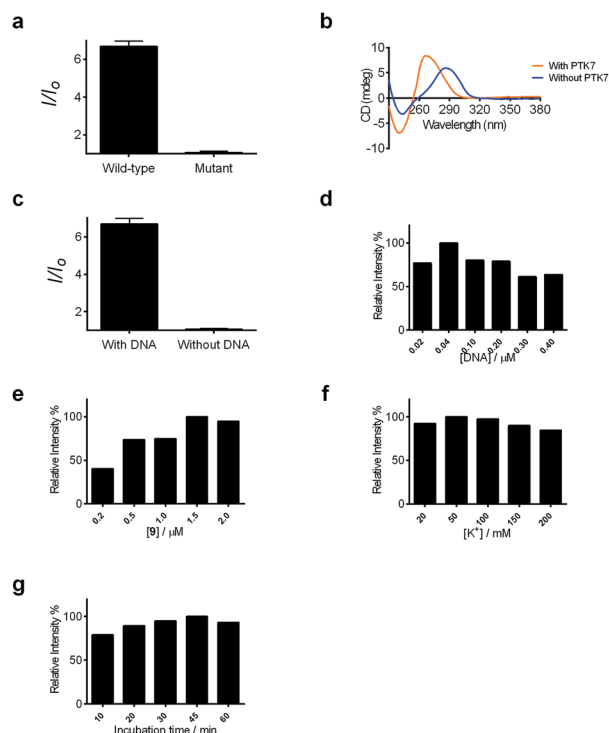 a
6
4
2
I/Io
Wild-type
Mutant
b
10
5
0
-5
-10
CD (mdeg)
260
290
320
350
380
Wavelength (nm)
With PTK7
Without PTK7
c
6
4
2
I/Io
With DNA
Without DNA
d
100
50
0
Relative Intensity %
0.02
0.04
0.10
0.20
0.30
0.40
[DNA] / μM
e
100
50
0
Relative Intensity %
0.2
0.5
1.0
1.5
2.0
[9] / μM
f
100
50
0
Relative Intensity %
20
50
100
150
200
[K⁺] / mM
g
100
50
0
Relative Intensity %
10
20
30
45
60
Incubation time / min